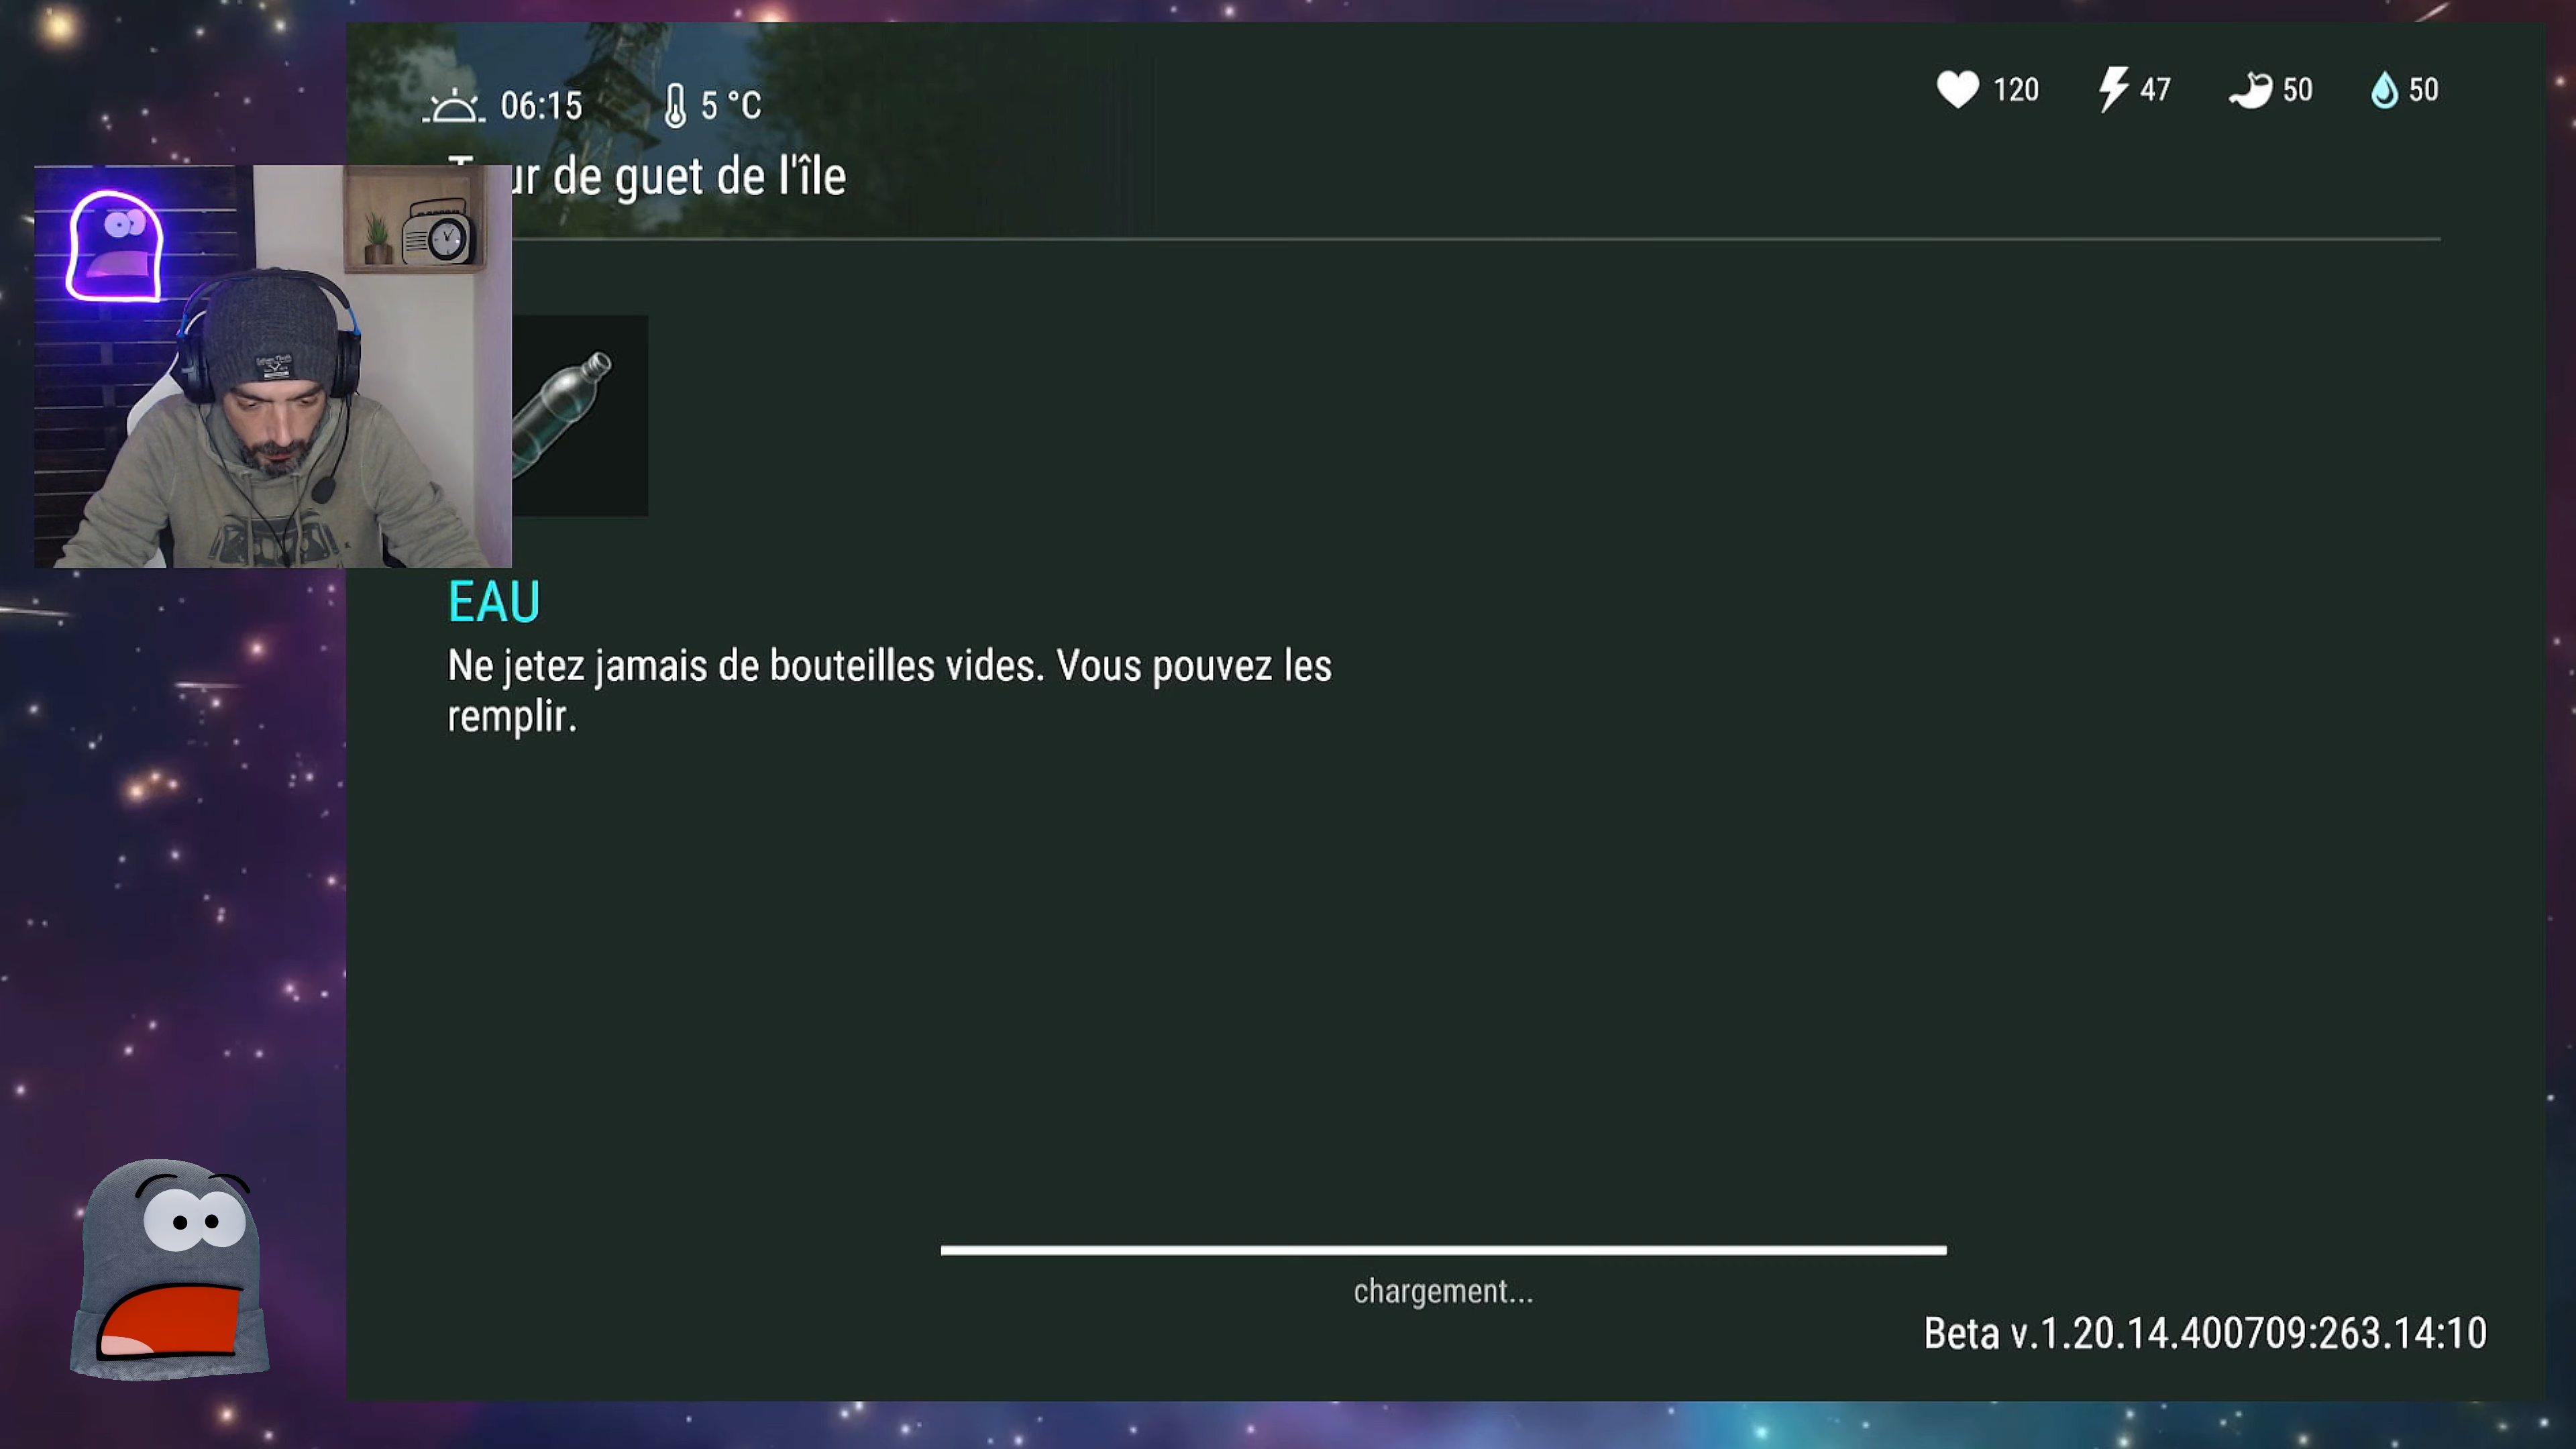 06:15 5 °C
120 47 50 50
de guet de l'île
EAU
Ne jetez jamais de bouteilles vides. Vous pouvez les
remplir.
chargement...
Beta v.1.20.14.400709:263.14:10